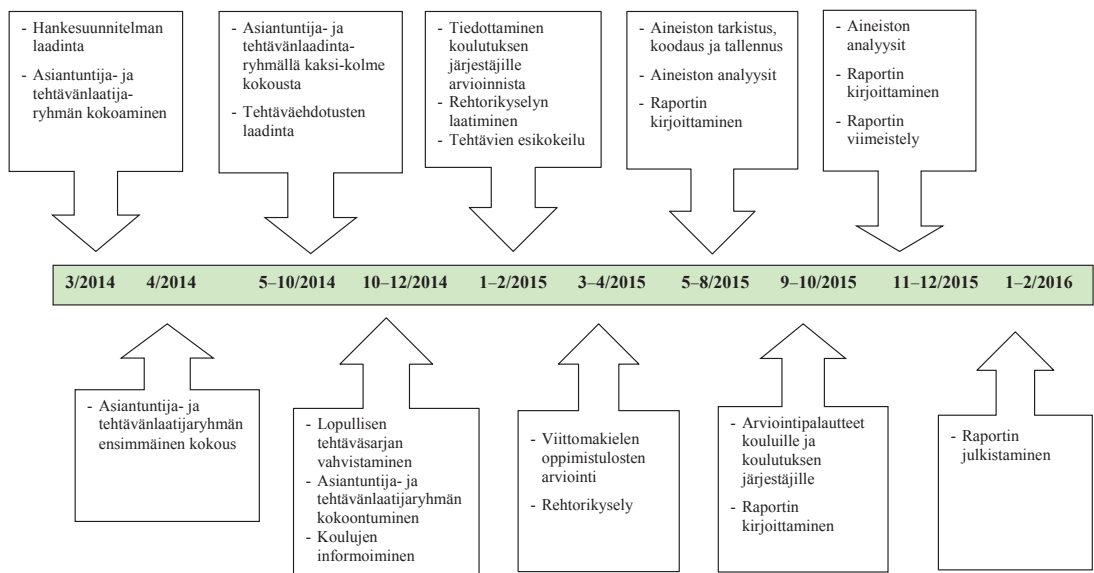 - Hankesuunnitelman
laadinta
- Asiantuntija- ja
tehtävänlaatija-
ryhmän kokoaminen
- Asiantuntija- ja
tehtävänlaadinta-
ryhmällä kaksi-kolme
kokousta
- Tehtäväehdotusten
laadinta
- Tiedottaminen
koulutuksen
järjestäjille
arvioinnista
- Rehtorikyselyn
laatiminen
- Tehtävien esikokeilu
- Aineiston tarkistus,
koodaus ja tallennus
- Aineiston analyysit
- Raportin
kirjoittaminen
- Aineiston
analyysit
- Raportin
kirjoittaminen
- Raportin
viimeistely
3/2014 4/2014 5–10/2014 10–12/2014 1–2/2015 3–4/2015 5–8/2015 9–10/2015 11–12/2015 1–2/2016
- Asiantuntija- ja
tehtävänlaatijaryhmän
ensimmäinen kokous
- Lopullisen
tehtäväsarjan
vahvistaminen
- Asiantuntija- ja
tehtävänlaatijaryhmän
kokoontuminen
- Koulujen
informoiminen
- Viittomakielen
oppimistulosten
arviointi
- Rehtorikysely
- Arviointipalautteet
kouluille ja
koulutuksen
järjestäjille
- Raportin
kirjoittaminen
- Raportin
julkistaminen